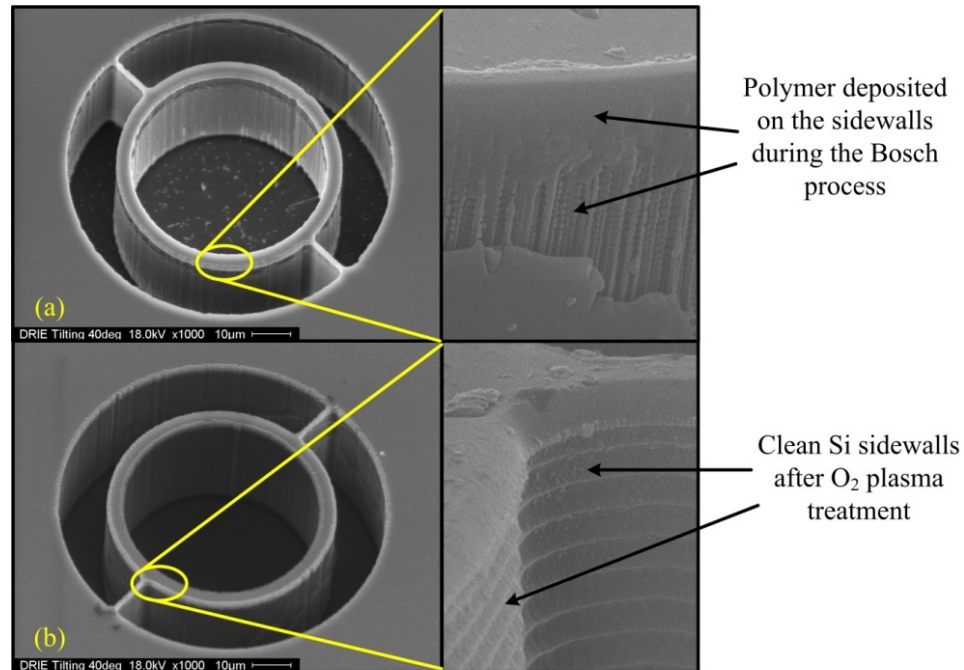 Polymer deposited
on the sidewalls
during the Bosch
process
(a)
DRIE Tilting 40deg 18.0kV x1000 10μm
Clean Si sidewalls
after O₂ plasma
treatment
(b)
DRIE Tilting 40deg 18.0kV x1000 10μm